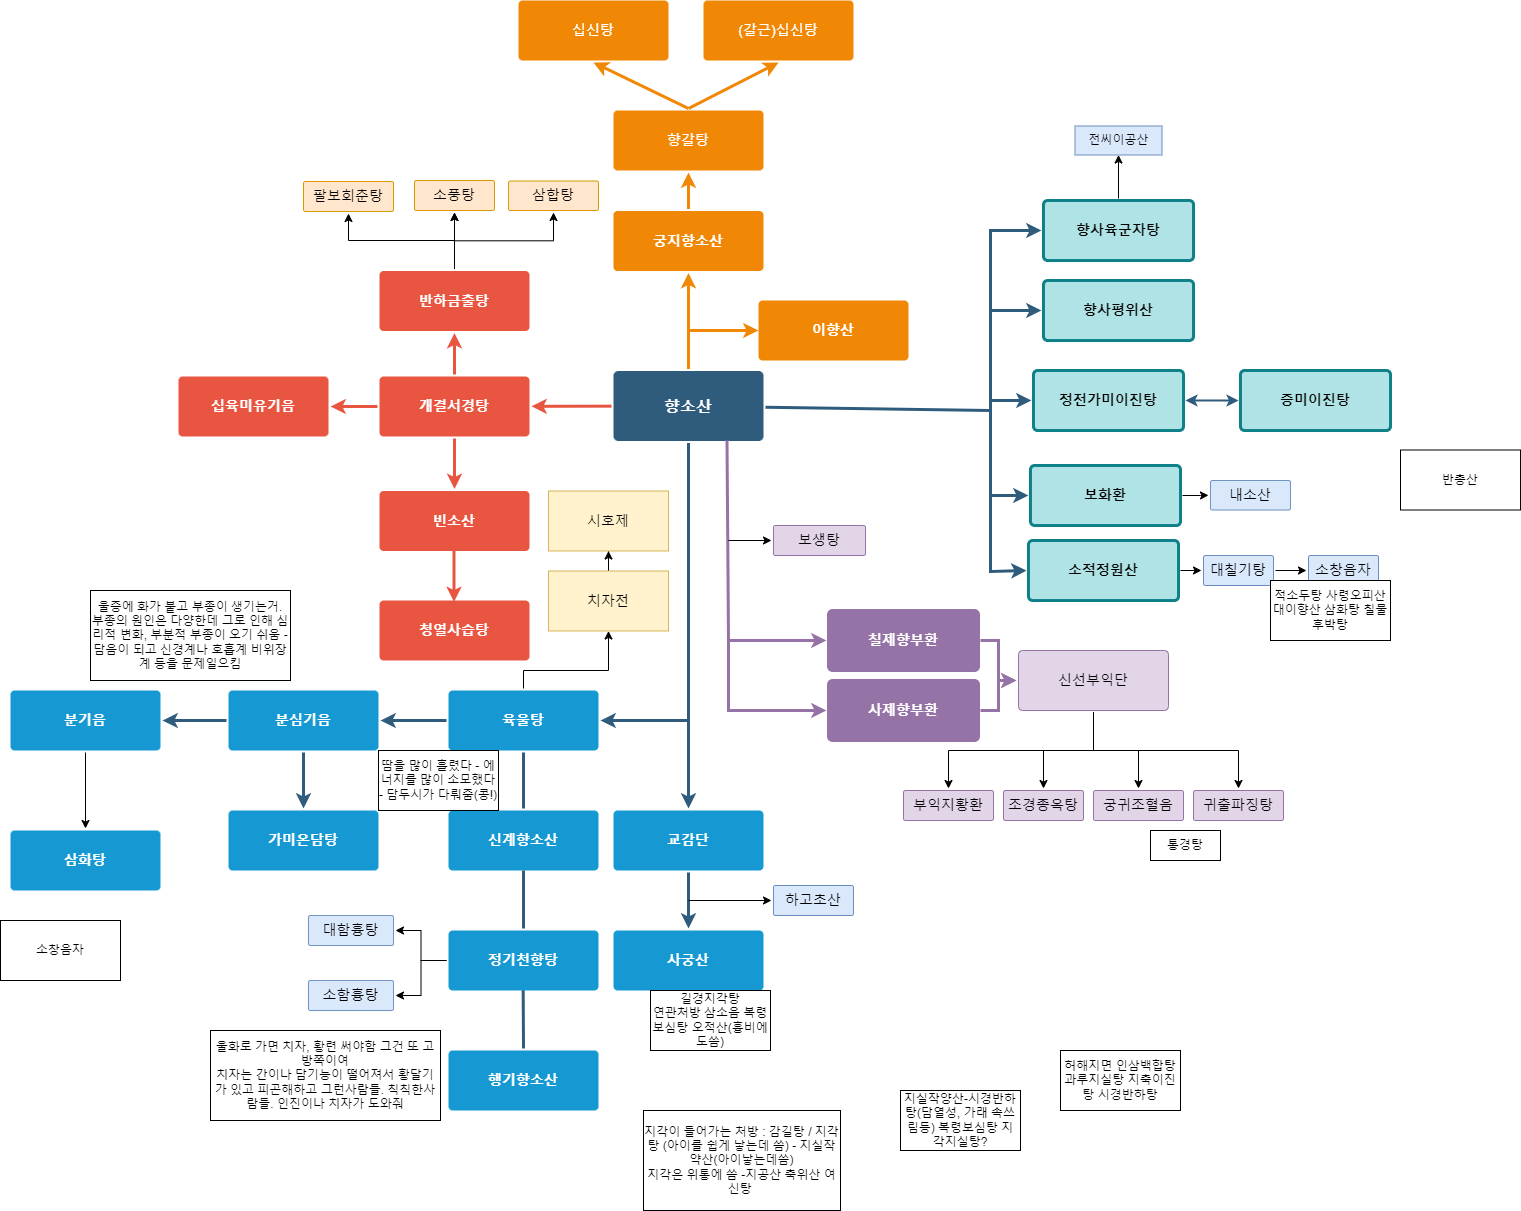 십신탕
(갈근)십신탕
향갈탕
전씨이공산
팔보회춘탕
소풍탕
삼합탕
궁지향소산
향사육군자탕
반하금출탕
향사평위산
이향산
십육미유기음
개결서경탕
향소산
정전가미이진탕
증미이진탕
반총산
보화환
내소산
빈소산
시호제
보생탕
소적정원산
대칠기탕
소창음자
적소두탕 사령오피산
대이향산 삼화탕 칠물
후박탕
치자전
청열사습탕
울증에 화가 붙고 부종이 생기는거.
부종의 원인은 다양한데 그로 인해 심
리적 변화, 부분적 부종이 오기 쉬움 -
담음이 되고 신경계나 호흡계 비위장
계 등을 문제일으킴
칠제향부환
사제향부환
신선부익단
분기음
분심기음
육울탕
땀을 많이 흘렸다 - 에
너지를 많이 소모했다
- 담두시가 다뤄줌(콩!)
부익지황환
조경종옥탕
궁귀조혈음
귀출파징탕
통경탕
삼화탕
가미온담탕
신계향소산
교감단
하고초산
소창음자
대함흉탕
소함흉탕
정기천향탕
사궁산
길경지각탕
연관처방 삼소음 복령
보심탕 오적산(흉비에
도씀)
울화로 가면 치자, 황련 써야함 그건 또 고
방쪽이여
치자는 간이나 담기능이 떨어져서 황달기
가 있고 피곤해하고 그런사람들. 칙칙한사
람들. 인진이나 치자가 도와줘
행기향소산
허해지면 인삼백합탕
과루지실탕 지축이진
탕 시경반하탕
지실작양산-시경반하
탕(담열성, 가래 속쓰
림등) 복령보심탕 지
각지실탕?
지각이 들어가는 처방 : 감길탕 / 지각
탕 (아이를 쉽게 낳는데 씀) - 지실작
약산(아이낳는데씀)
지각은 위통에 씀 -지공산 축위산 여
신탕